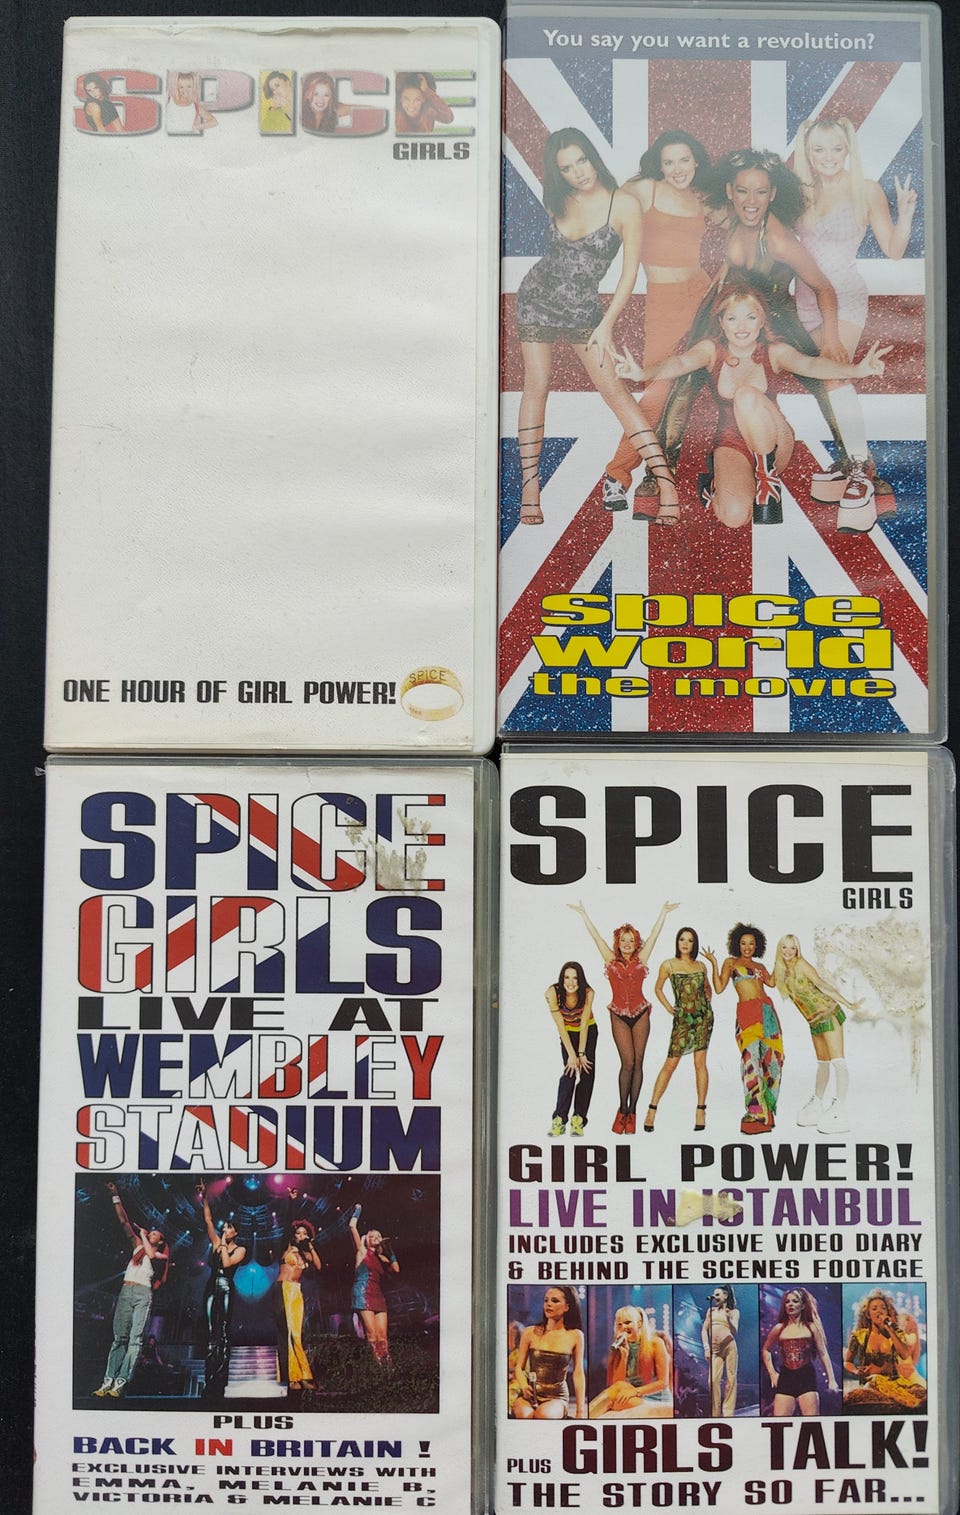 SPICE
GIRLS
ONE HOUR OF GIRL POWER!
SPICE
You say you want a revolution?
spice
world
the movie
SPICE
GIRLS
LIVE AT
WEMBLEY
STADIUM
PLUS
BACK IN BRITAIN !
EXCLUSIVE INTERVIEWS WITH
EMMA, MELANIE B,
VICTORIA & MELANIE C
SPICE
GIRLS
GIRL POWER!
LIVE IN ISTANBUL
INCLUDES EXCLUSIVE VIDEO DIARY
& BEHIND THE SCENES FOOTAGE
PLUS GIRLS TALK!
THE STORY SO FAR...